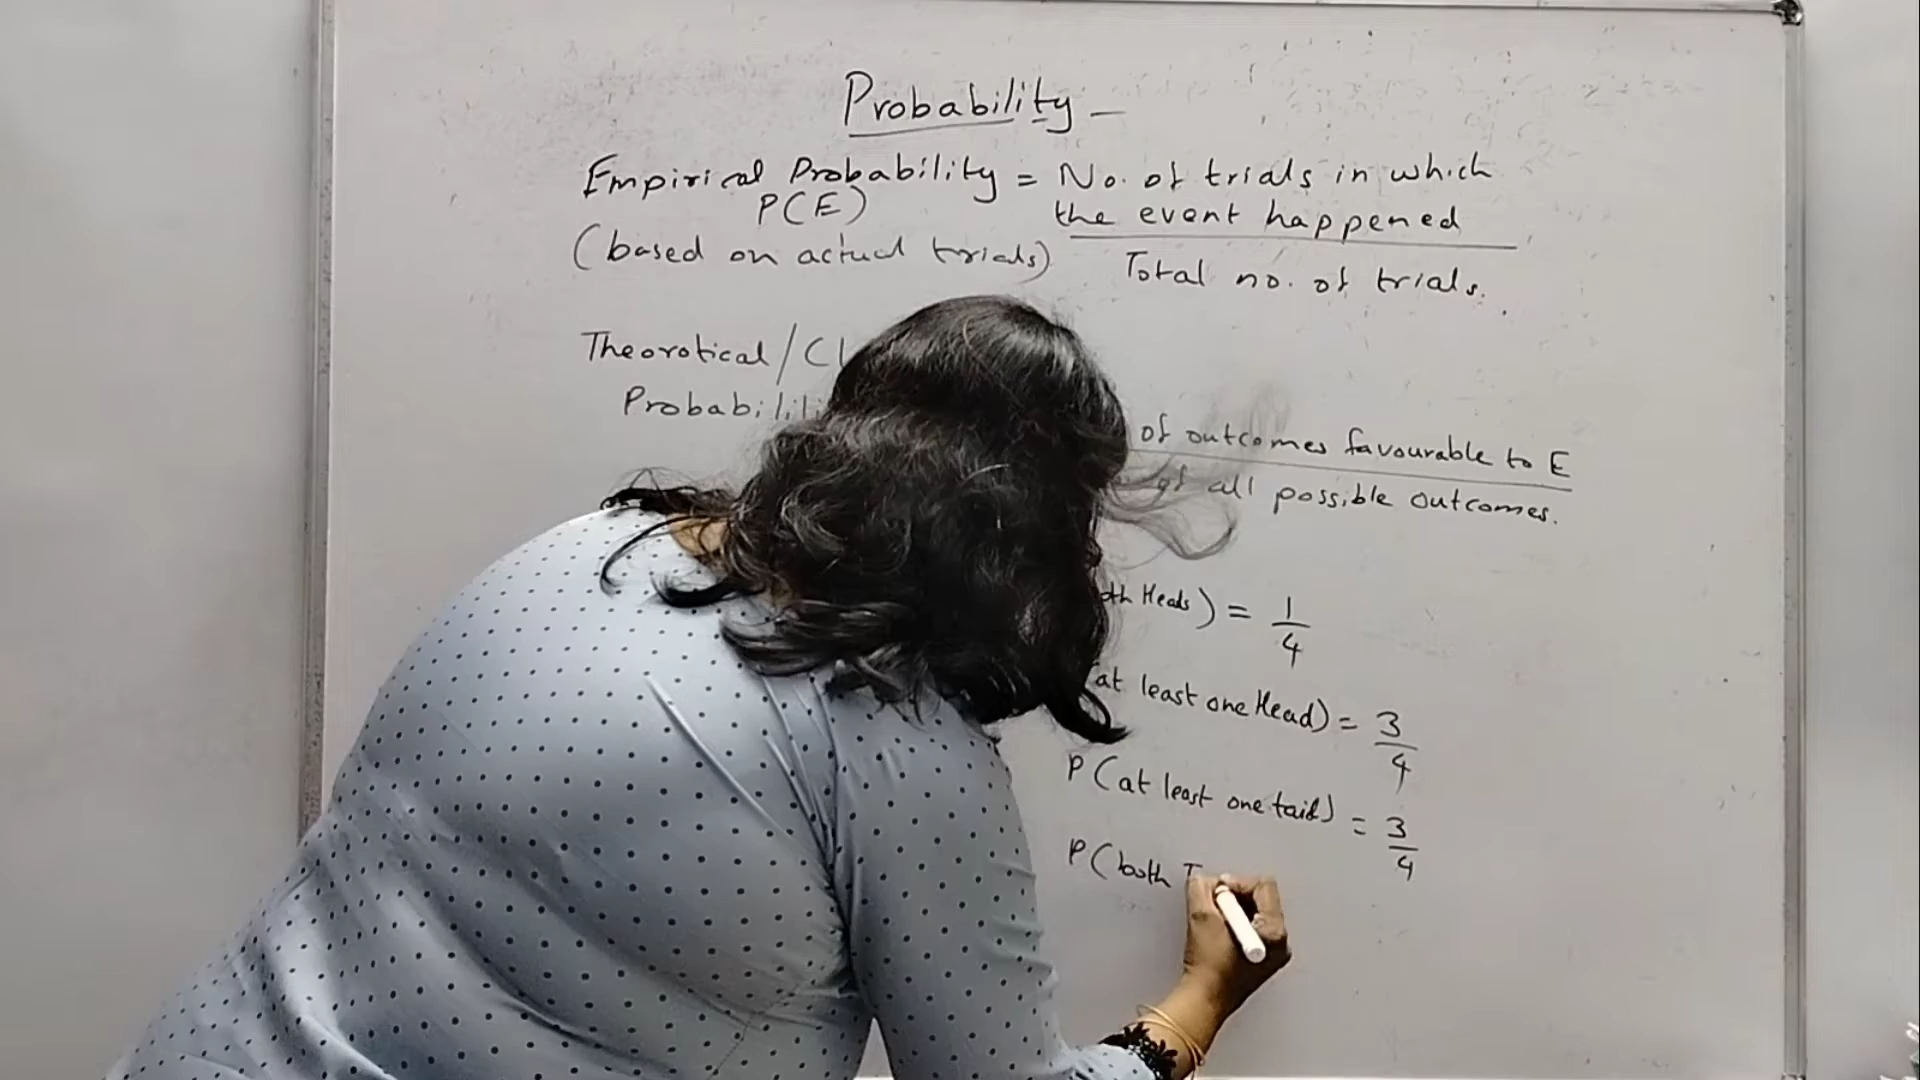 Probability -
Empirical Probability = No. of trials in which
P(E) the event happened
(based on actual trials) Total no. of trials.
Theorotical / Cl
Probabili
of outcomes favourable to E
of all possible outcomes.
oth Heads) = 1/4
at least one Head) = 3/4
P(at least one tail) = 3/4
P(both T